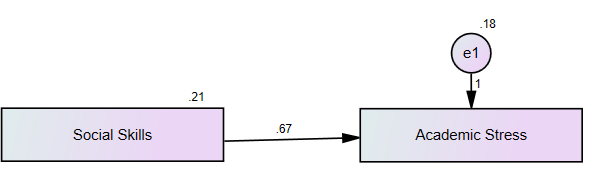 .18
e1
1
.21
Social Skills
.67
Academic Stress